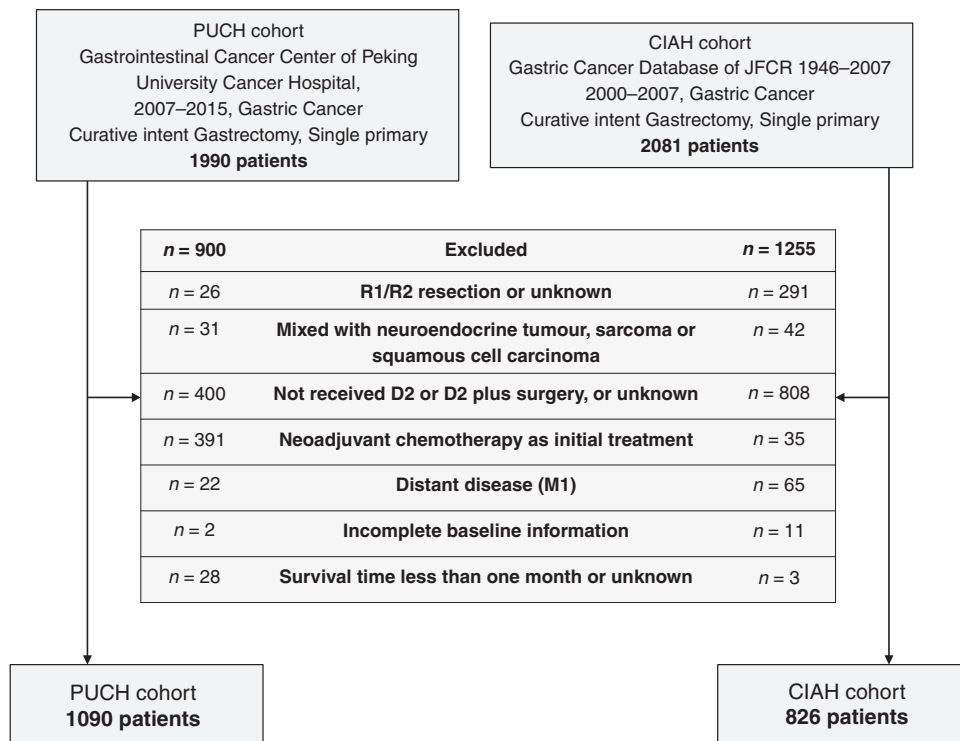 PUCH cohort
Gastrointestinal Cancer Center of Peking
University Cancer Hospital,
2007–2015, Gastric Cancer
Curative intent Gastrectomy, Single primary
1990 patients
CIAH cohort
Gastric Cancer Database of JFCR 1946–2007
2000–2007, Gastric Cancer
Curative intent Gastrectomy, Single primary
2081 patients
n = 900 Excluded n = 1255
n = 26 R1/R2 resection or unknown n = 291
n = 31 Mixed with neuroendocrine tumour, sarcoma or n = 42
squamous cell carcinoma
n = 400 Not received D2 or D2 plus surgery, or unknown n = 808
n = 391 Neoadjuvant chemotherapy as initial treatment n = 35
n = 22 Distant disease (M1) n = 65
n = 2 Incomplete baseline information n = 11
n = 28 Survival time less than one month or unknown n = 3
PUCH cohort
1090 patients
CIAH cohort
826 patients